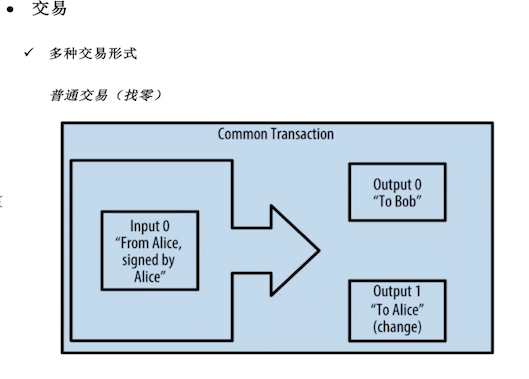 • 交易
✓ 多种交易形式
普通交易（找零）
Common Transaction
Input 0
“From Alice,
signed by
Alice”
Output 0
“To Bob”
Output 1
“To Alice”
(change)